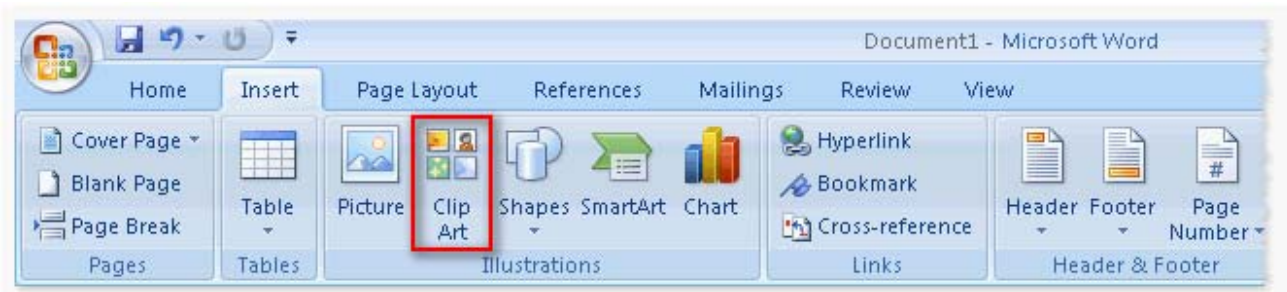 Document1 - Microsoft Word
Home Insert Page Layout References Mailings Review View
Cover Page
Blank Page
Page Break
Table
Picture
Clip
Art
Shapes
SmartArt
Chart
Hyperlink
Bookmark
Cross-reference
Header
Footer
Page
Number
#
Pages Tables Illustrations Links Header & Footer